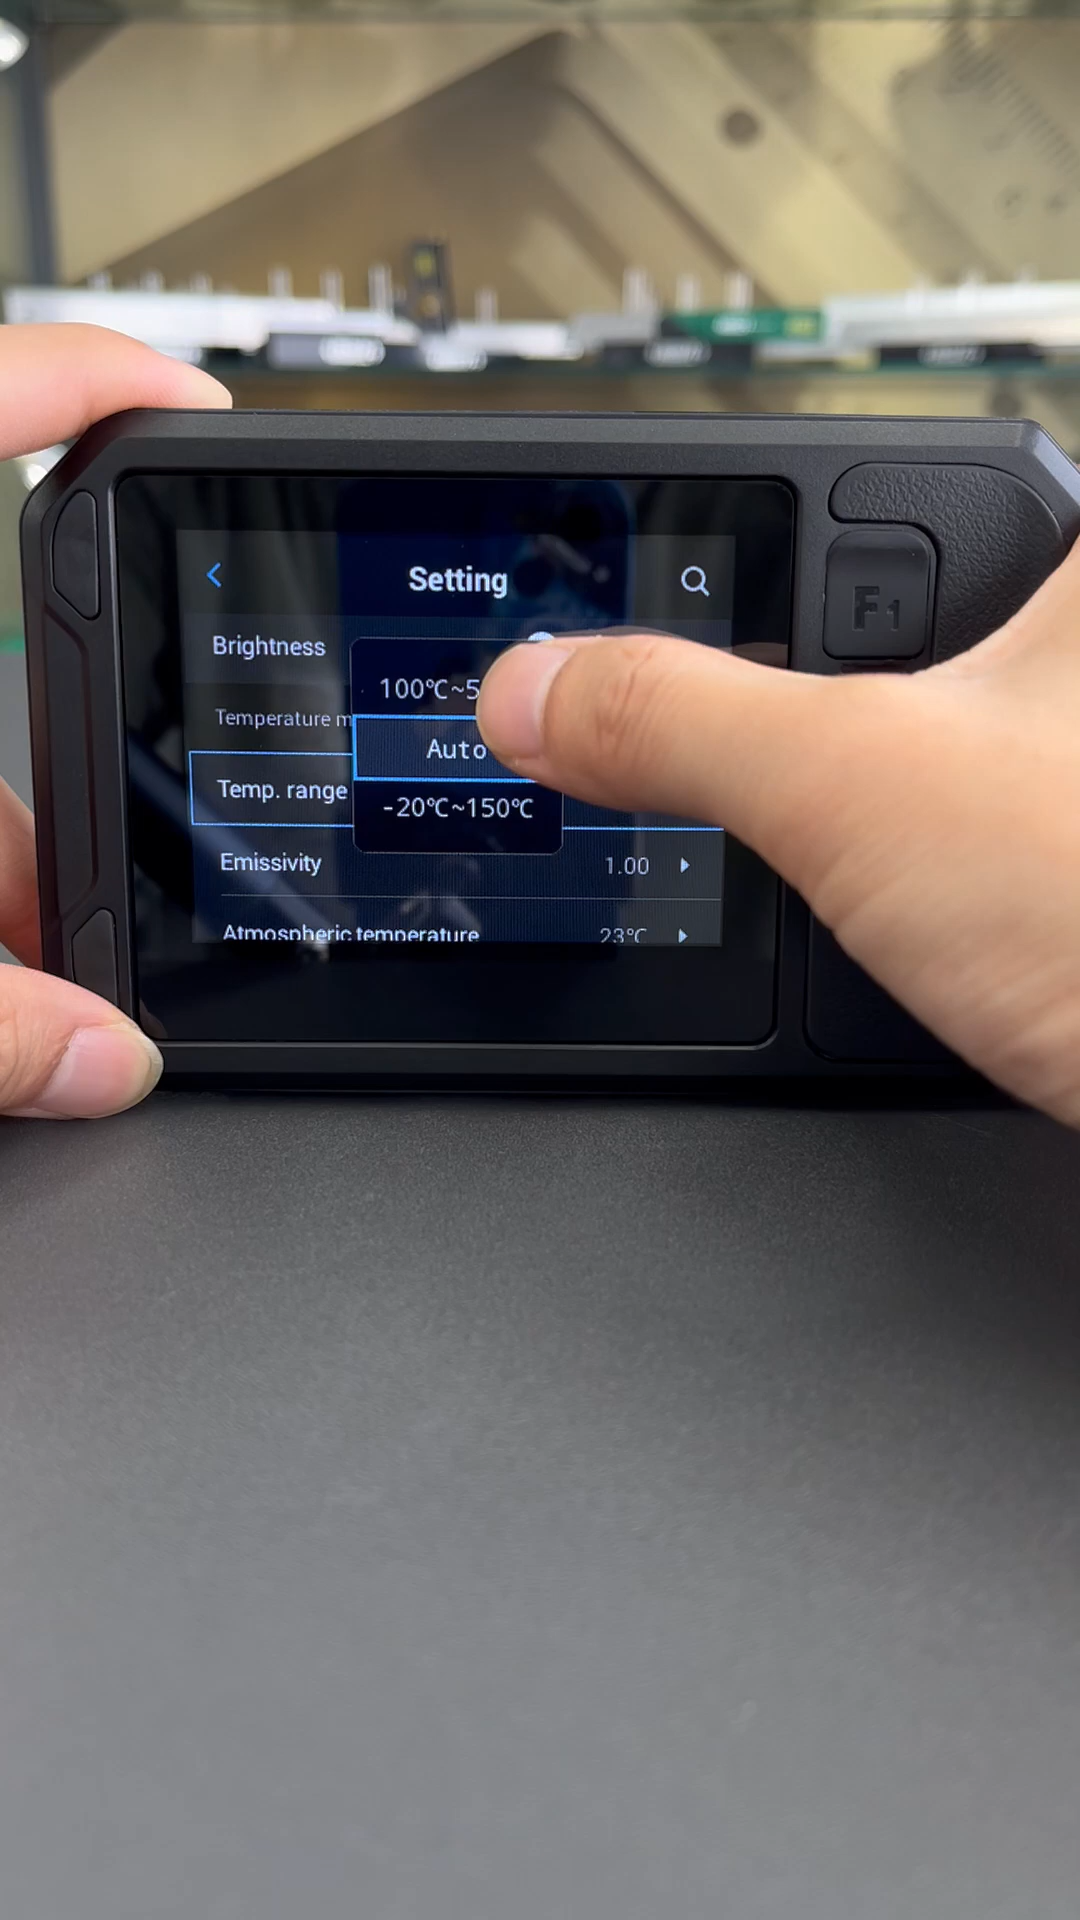 Setting
Brightness
100℃~5
Temperature m
Auto
Temp. range
-20℃~150℃
Emissivity 1.00
Atmospheric temperature 23℃
F1